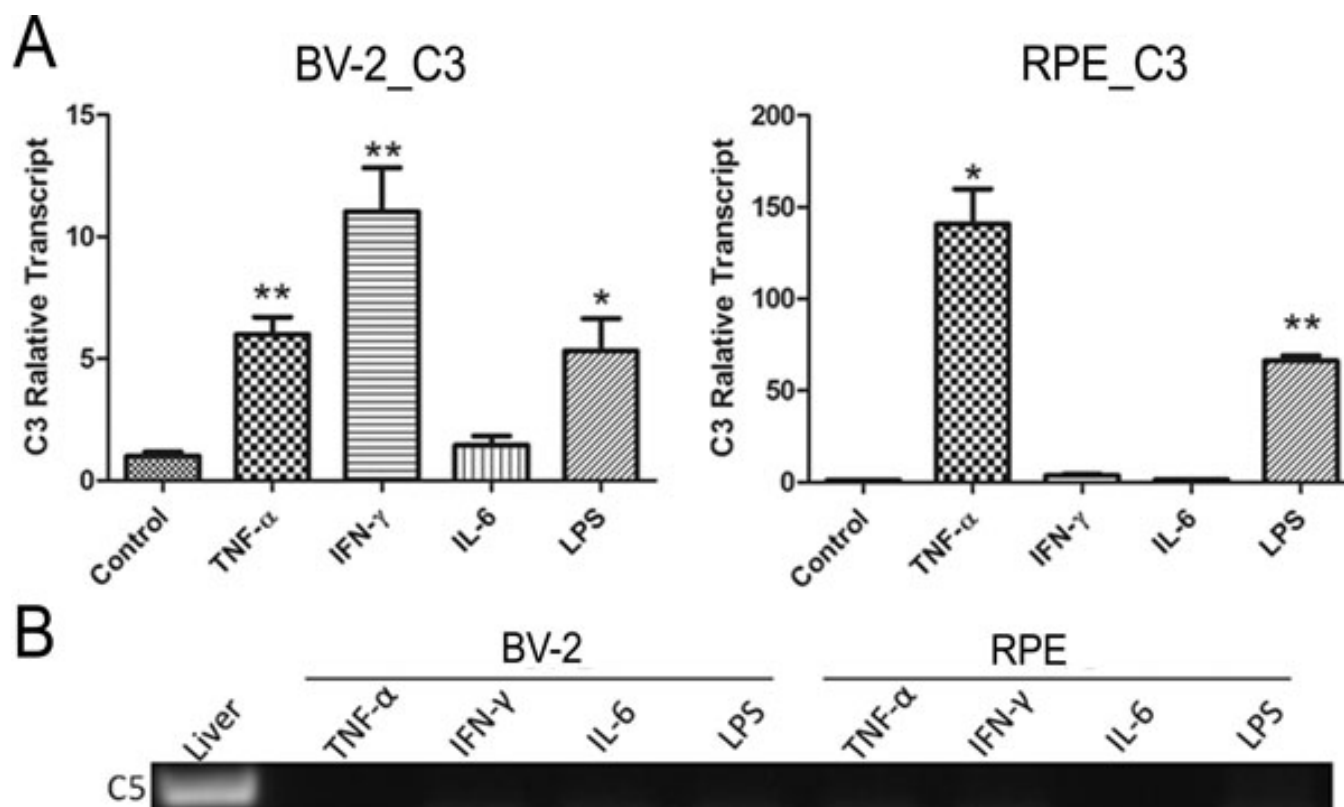 A
BV-2_C3
RPE_C3
C3 Ralative Transcript
15
10
5
0
**
**
*
Control
TNF-α
IFN-γ
IL-6
LPS
C3 Ralative Transcript
200
150
100
50
0
*
**
Control
TNF-α
IFN-γ
IL-6
LPS
B
BV-2
RPE
Liver TNF-α IFN-γ IL-6 LPS TNF-α IFN-γ IL-6 LPS
C5